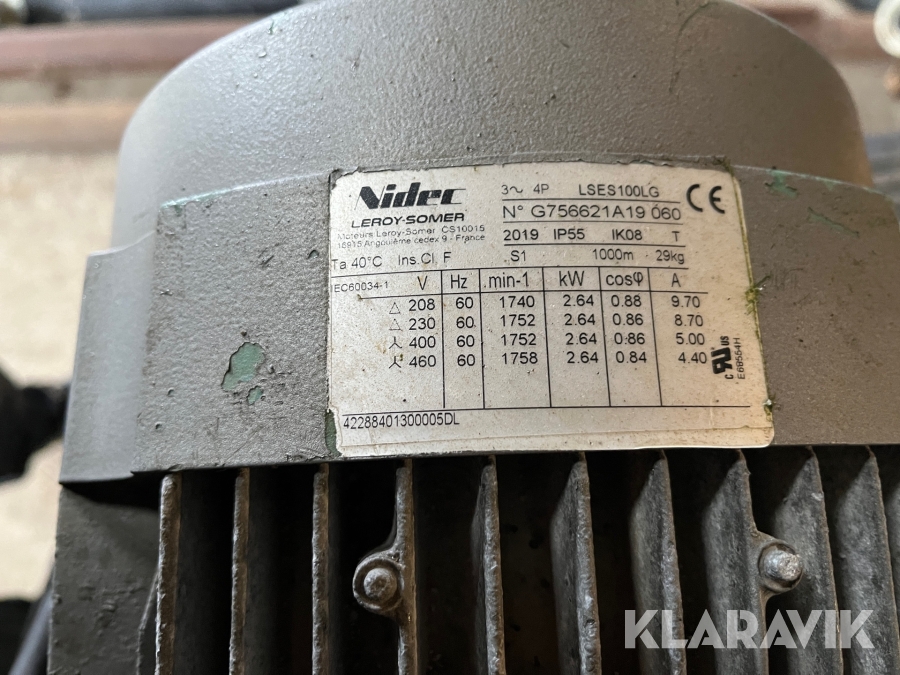 Nidec 3~ 4P LSES100LG CE
LEROY-SOMER N° G756621A19 060
Moteurs Leroy-Somer CS10015
16915 Angoulême cedex 9 - France 2019 IP55 IK08 T
Ta 40°C Ins.Cl, F S1 1000m 29kg
IEC60034-1 V Hz min-1 kW cosφ A
△ 208 60 1740 2.64 0.88 9.70
△ 230 60 1752 2.64 0.86 8.70
⅄ 400 60 1752 2.64 0.86 5.00
⅄ 460 60 1758 2.64 0.84 4.40
c UR us
E68554H
42288401300005DL
KLARAVIK